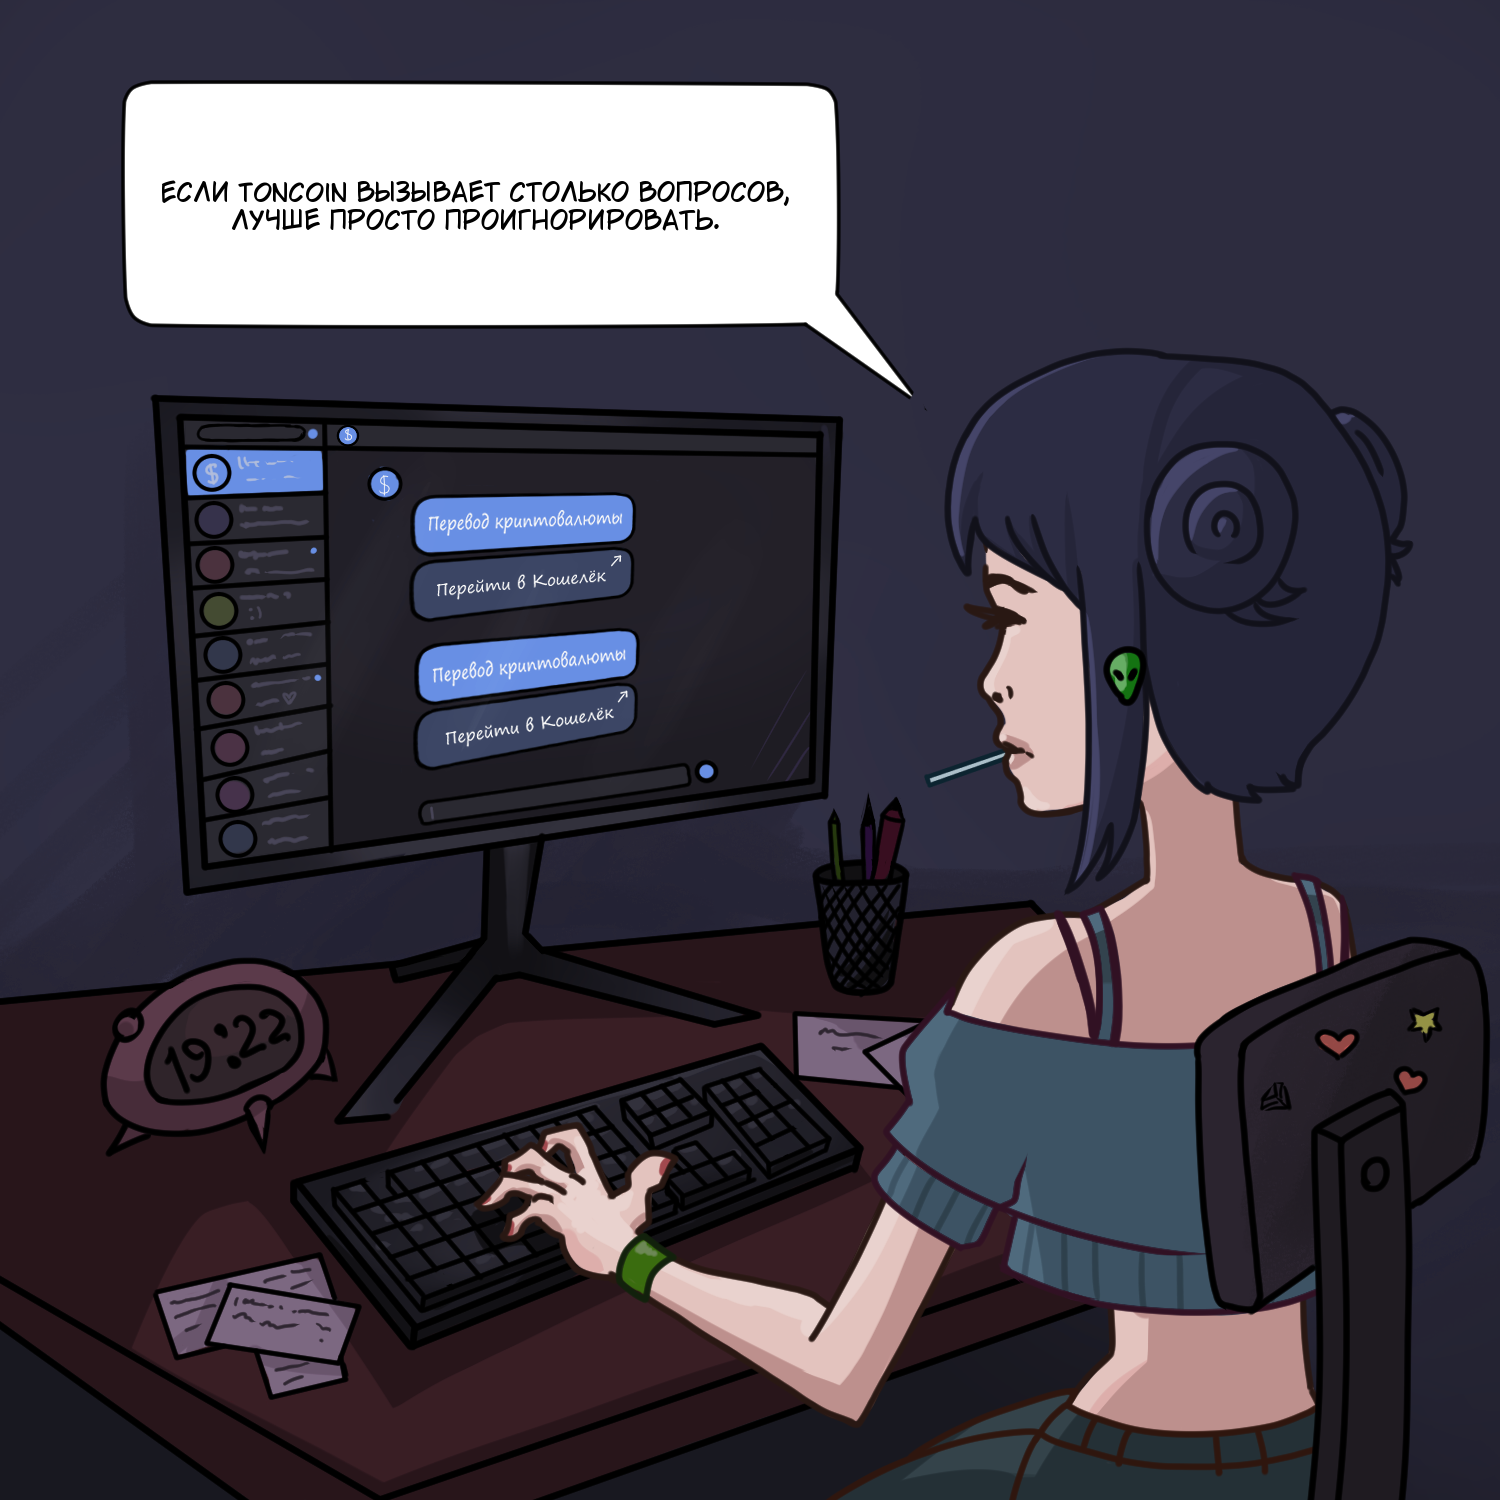 ЕСЛИ TONCOIN ВЫЗЫВАЕТ СТОЛЬКО ВОПРОСОВ,
ЛУЧШЕ ПРОСТО ПРОИГНОРИРОВАТЬ.
$
$
$
Перевод криптовалюты
Перейти в Кошелёк
Перевод криптовалюты
Перейти в Кошелёк
:)
19:22